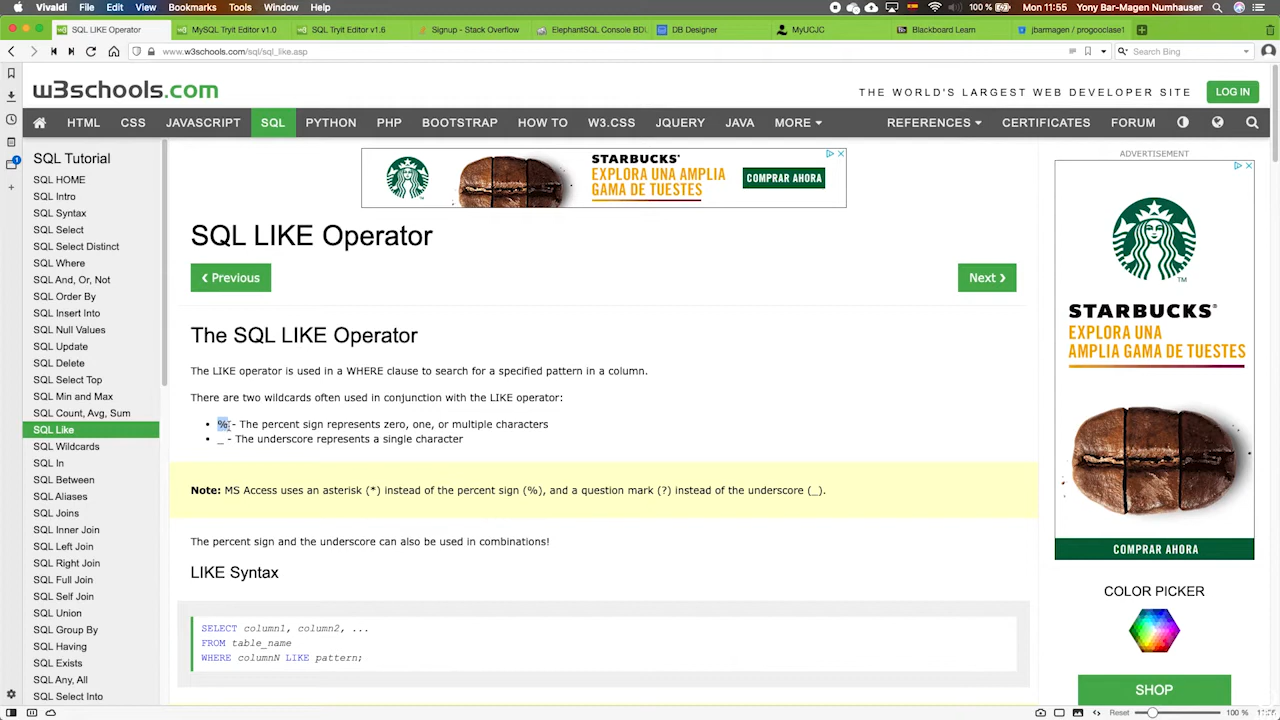 Vivaldi File Edit View Bookmarks Tools Window Help
100 % Mon 11:55 Yony Bar-magen Numhauser
SQL LIKE Operator
MySQL Tryit Editor v1.0
SQL Tryit Editor v1.6
Signup - Stack Overflow
ElephantSQL Console BD
DB Designer
MyUCJC
Blackboard Learn
jbarmagen / progooclase1
www.w3schools.com/sql/sql_like.asp
Search Bing
w3schools.com
THE WORLD'S LARGEST WEB DEVELOPER SITE
LOG IN
HTML CSS JAVASCRIPT SQL PYTHON PHP BOOTSTRAP HOW TO W3.CSS JQUERY JAVA MORE REFERENCES CERTIFICATES FORUM
SQL Tutorial
SQL HOME
SQL Intro
SQL Syntax
SQL Select
SQL Select Distinct
SQL Where
SQL And, Or, Not
SQL Order By
SQL Insert Into
SQL Null Values
SQL Update
SQL Delete
SQL Select Top
SQL Min and Max
SQL Count, Avg, Sum
SQL Like
SQL Wildcards
SQL In
SQL Between
SQL Aliases
SQL Joins
SQL Inner Join
SQL Left Join
SQL Right Join
SQL Full Join
SQL Self Join
SQL Union
SQL Group By
SQL Having
SQL Exists
SQL Any, All
SQL Select Into
STARBUCKS®
EXPLORA UNA
AMPLIA GAMA DE TUESTES
COMPRAR AHORA
SQL LIKE Operator
❮ Previous
Next ❯
The SQL LIKE Operator
The LIKE operator is used in a WHERE clause to search for a specified pattern in a column.
There are two wildcards often used in conjunction with the LIKE operator:
• % - The percent sign represents zero, one, or multiple characters
• _ - The underscore represents a single character
Note: MS Access uses an asterisk (*) instead of the percent sign (%), and a question mark (?) instead of the underscore (_).
The percent sign and the underscore can also be used in combinations!
LIKE Syntax
SELECT column1, column2, ...
FROM table_name
WHERE columnN LIKE pattern;
ADVERTISEMENT
TM
STARBUCKS®
EXPLORA UNA
AMPLIA GAMA DE TUESTES
COMPRAR AHORA
COLOR PICKER
SHOP
Reset 100 %